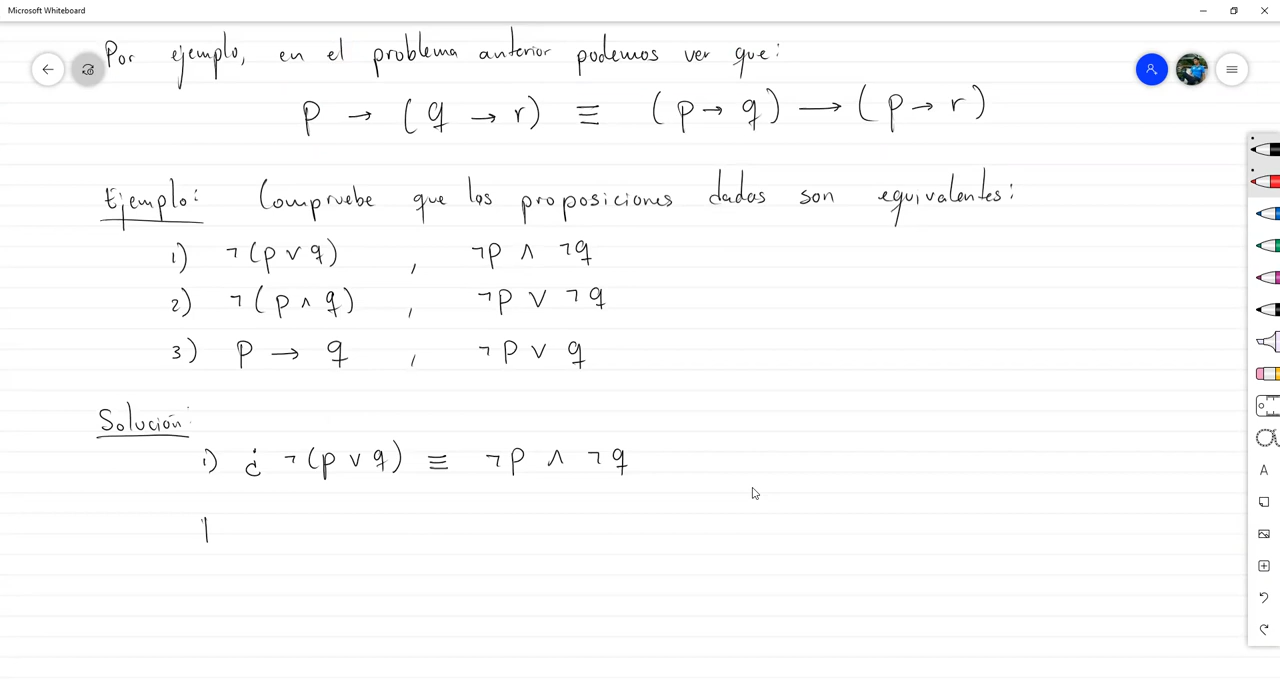 Microsoft Whiteboard
Por ejemplo, en el problema anterior podemos ver que:
p → (q → r) ≡ (p → q) → (p → r)
Ejemplo: Compruebe que las proposiciones dadas son equivalentes:
1) ¬(p ∨ q) , ¬p ∧ ¬q
2) ¬(p ∧ q) , ¬p ∨ ¬q
3) p → q , ¬p ∨ q
Solución:
1) ¿ ¬(p ∨ q) ≡ ¬p ∧ ¬q
A